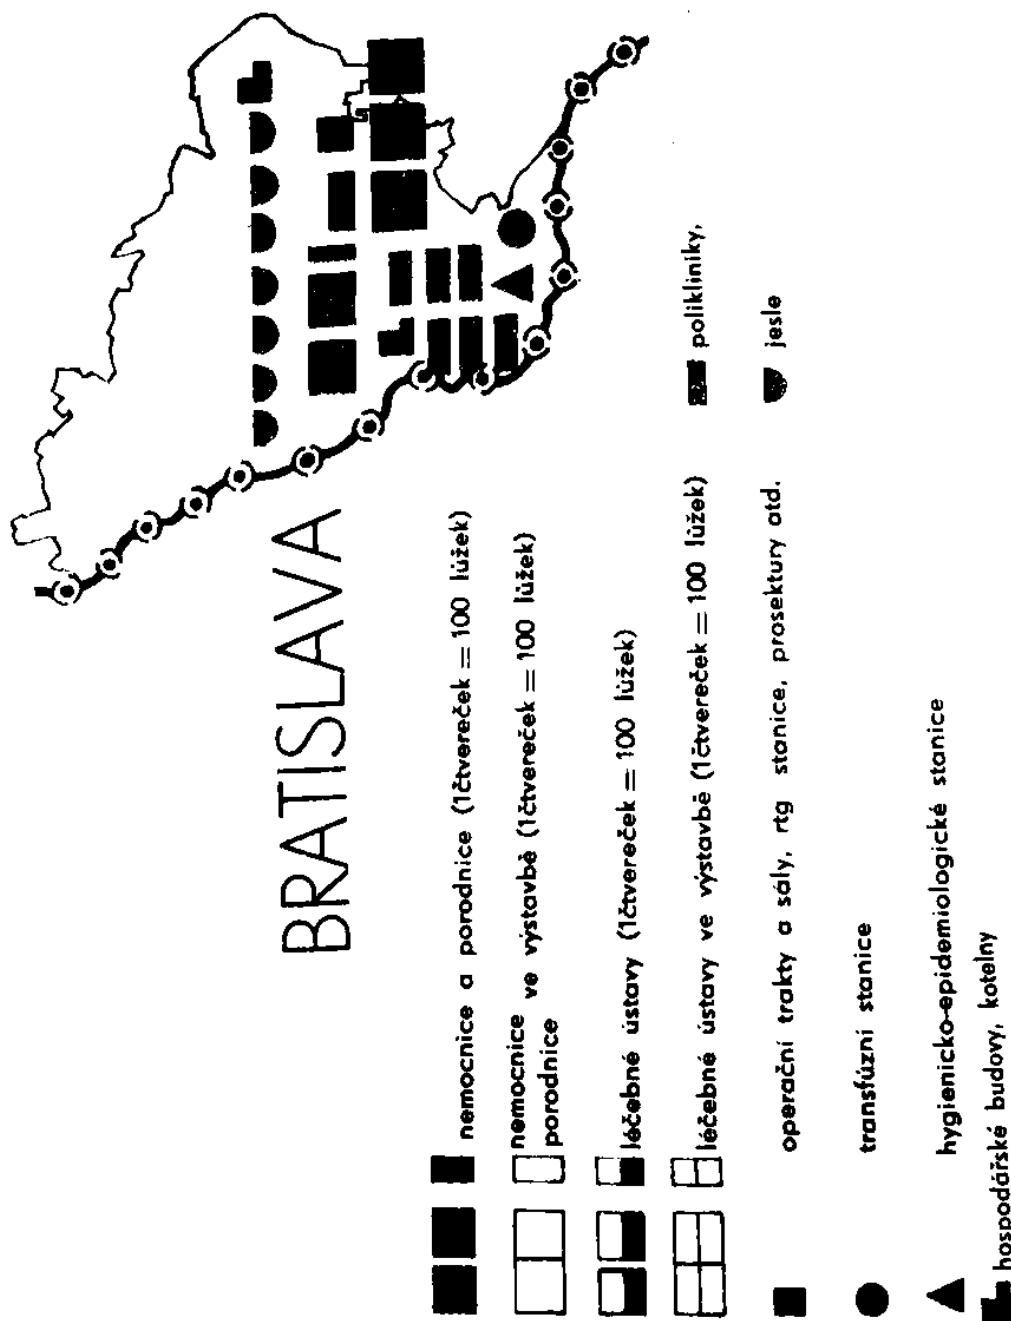 BRATISLAVA
nemocnice a porodnice (1čtvereček = 100 lůžek)
nemocnice ve výstavbě (1čtvereček = 100 lůžek)
porodnice
léčebné ústavy (1čtvereček = 100 lůžek)
léčebné ústavy ve výstavbě (1čtvereček = 100 lůžek)
polikliniky,
operační trakty a sály, rtg stanice, prosektury atd.
jesle
transfúzní stanice
hygienicko-epidemiologické stanice
hospodářské budovy, kotelny